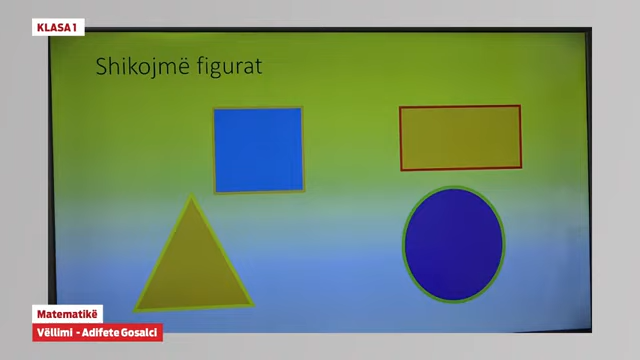 KLASA 1
Shikojmë figurat
Matematikë
Vëllimi - Adifete Gosalci